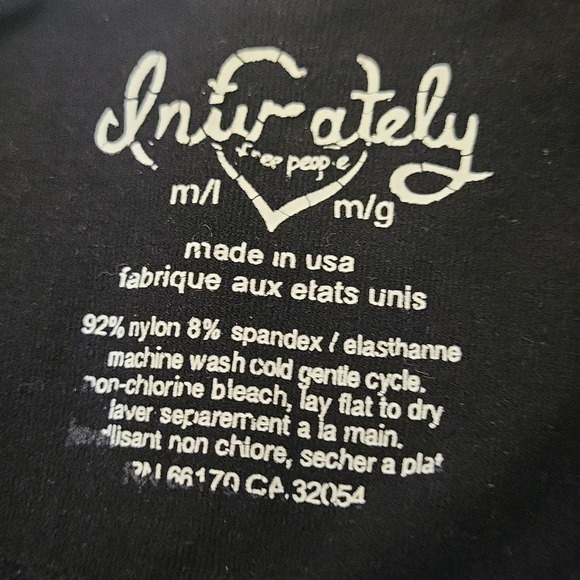 Intimately
free people
m/l m/g
made in usa
fabrique aux etats unis
92% nylon 8% spandex / elasthanne
machine wash cold gentle cycle.
non-chlorine bleach, lay flat to dry
laver separement a la main.
non chlore, secher a plat
RN 66170 CA.32054